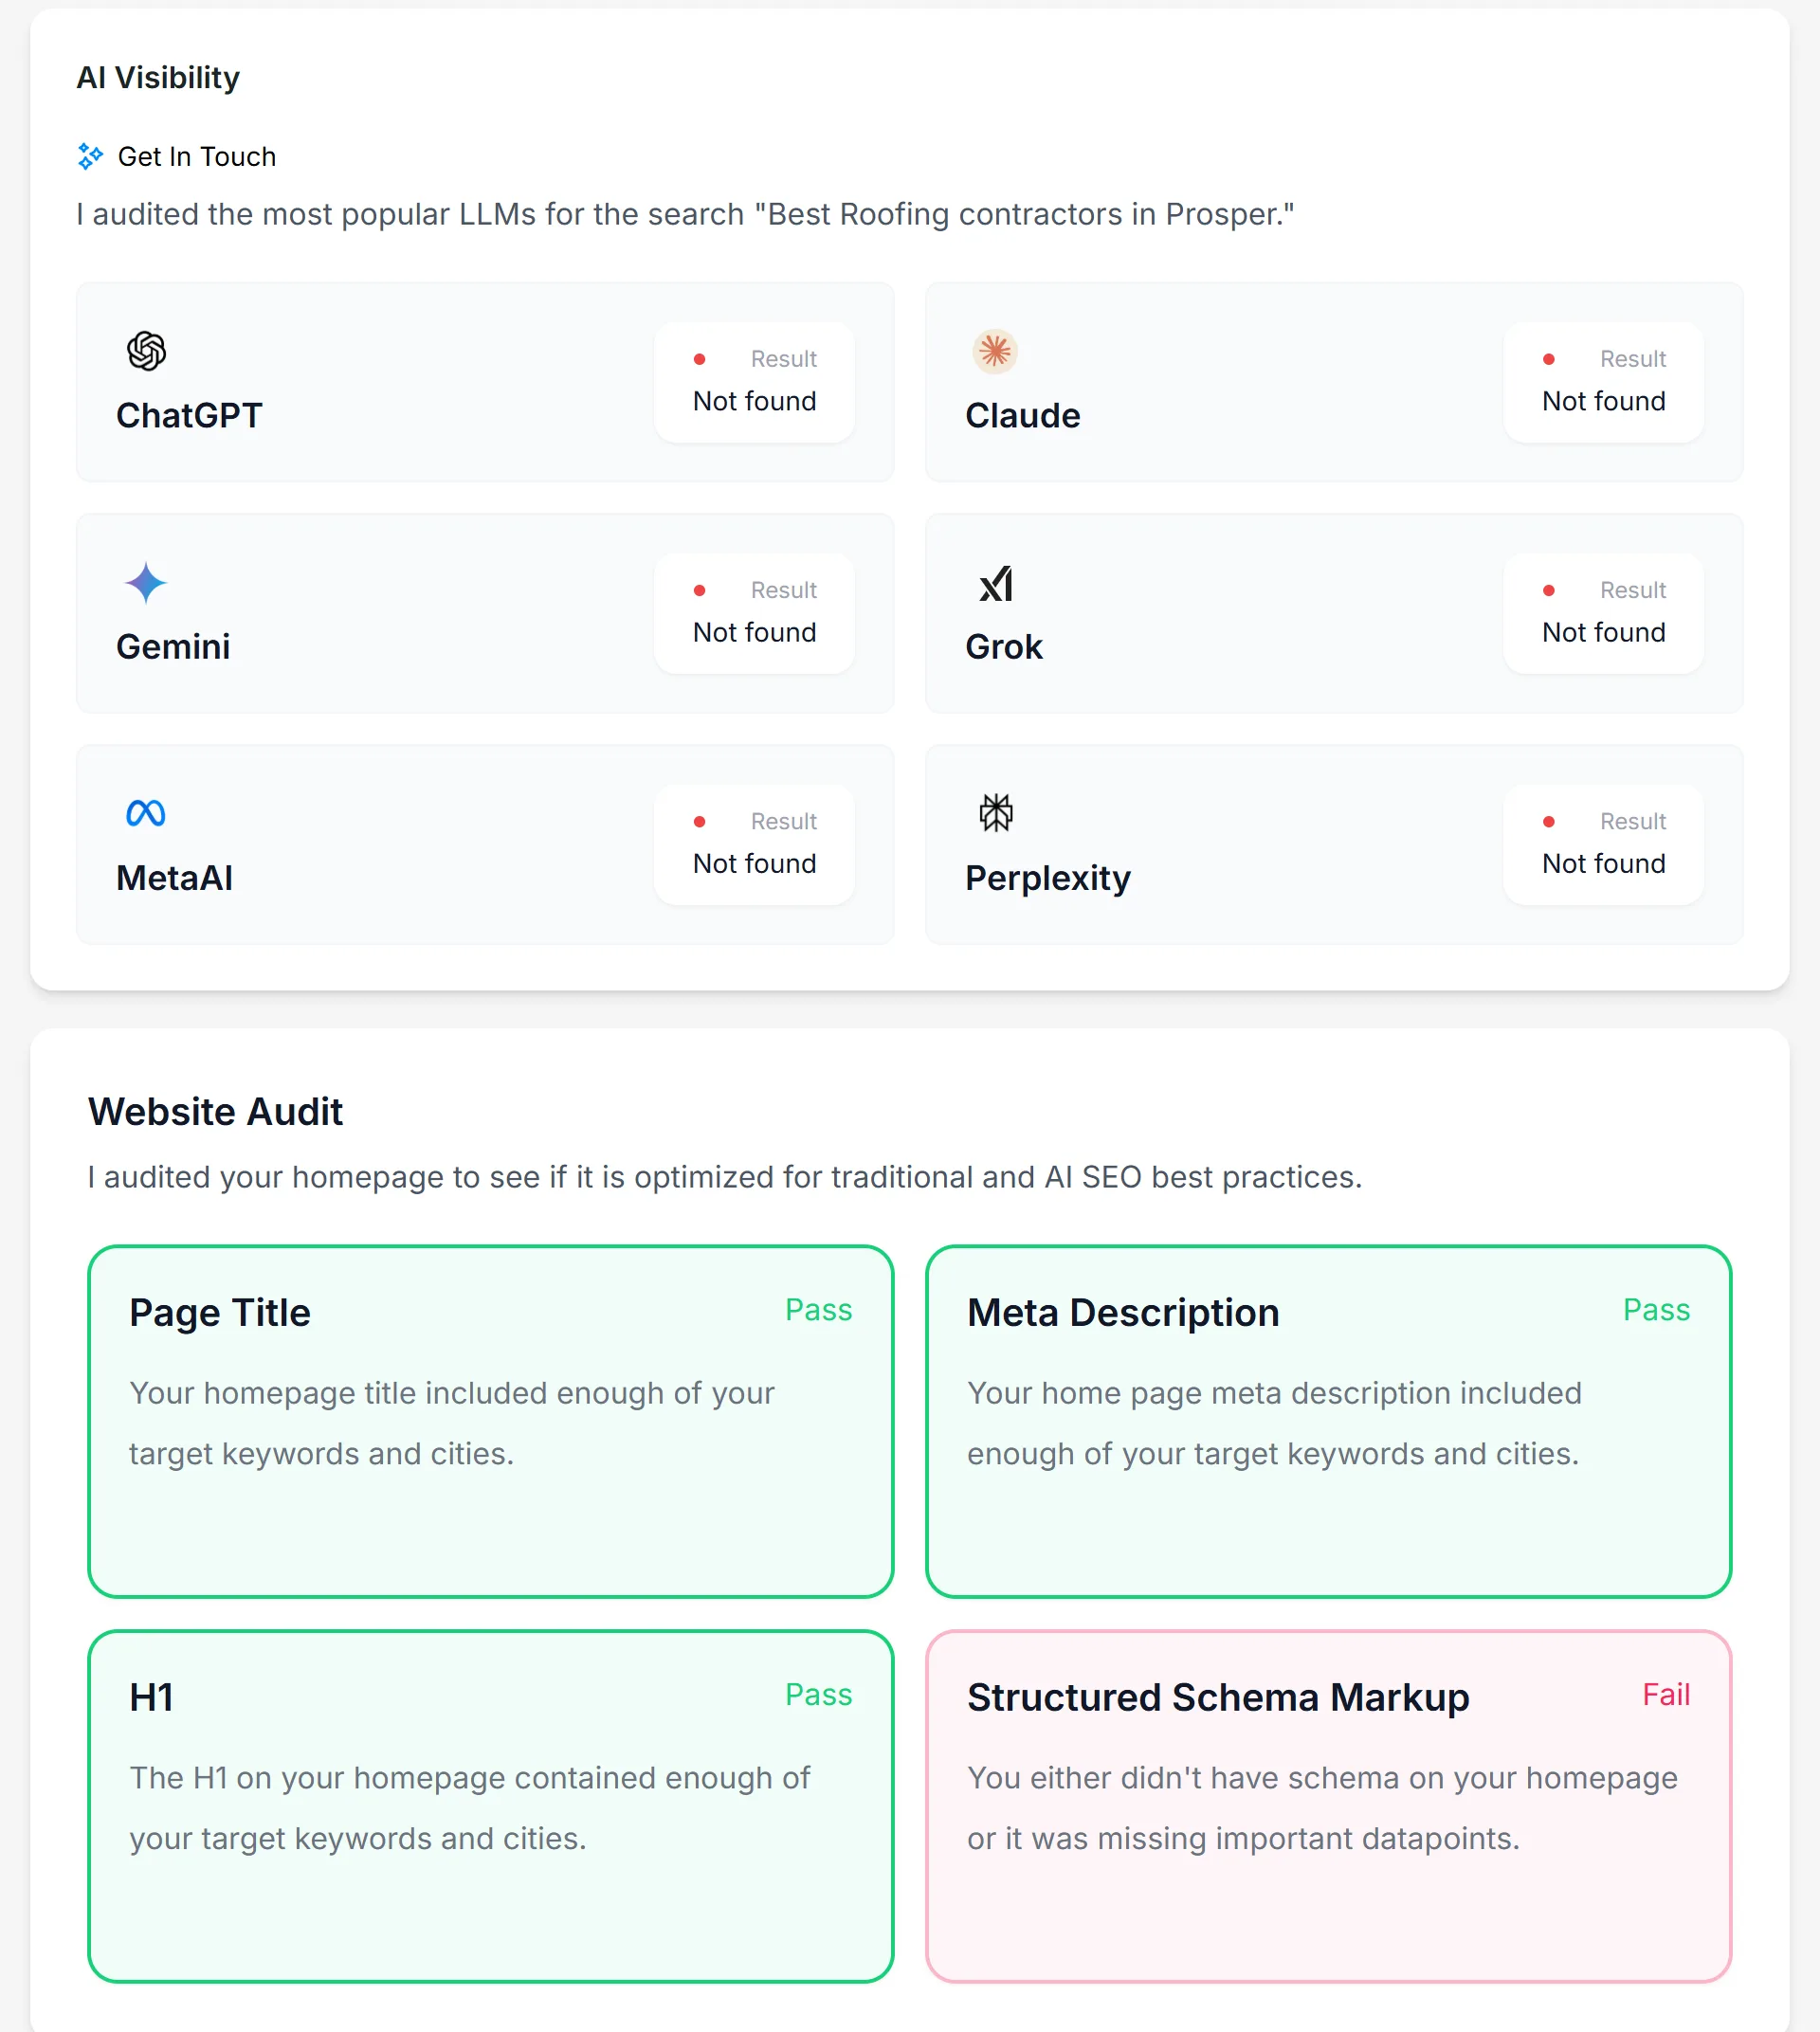 AI Visibility
Get In Touch
I audited the most popular LLMs for the search "Best Roofing contractors in Prosper."
ChatGPT
Result
Not found
Claude
Result
Not found
Gemini
Result
Not found
Grok
Result
Not found
MetaAI
Result
Not found
Perplexity
Result
Not found
Website Audit
I audited your homepage to see if it is optimized for traditional and AI SEO best practices.
Page Title
Pass
Your homepage title included enough of your
target keywords and cities.
Meta Description
Pass
Your home page meta description included
enough of your target keywords and cities.
H1
Pass
The H1 on your homepage contained enough of
your target keywords and cities.
Structured Schema Markup
Fail
You either didn't have schema on your homepage
or it was missing important datapoints.